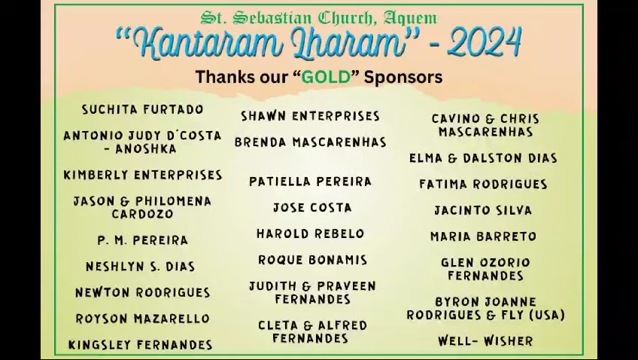 St. Sebastian Church, Aquem
"Kantaram Lharam" - 2024
Thanks our "GOLD" Sponsors
SUCHITA FURTADO
ANTONIO JUDY D'COSTA
- ANOSHKA
KIMBERLY ENTERPRISES
JASON & PHILOMENA
CARDOZO
P. M. PEREIRA
NESHLYN S. DIAS
NEWTON RODRIGUES
ROYSON MAZARELLO
KINGSLEY FERNANDES
SHAWN ENTERPRISES
BRENDA MASCARENHAS
PATIELLA PEREIRA
JOSE COSTA
HAROLD REBELO
ROQUE BONAMIS
JUDITH & PRAVEEN
FERNANDES
CLETA & ALFRED
FERNANDES
CAVINO & CHRIS
MASCARENHAS
ELMA & DALSTON DIAS
FATIMA RODRIGUES
JACINTO SILVA
MARIA BARRETO
GLEN OZORIO
FERNANDES
BYRON JOANNE
RODRIGUES & FLY (USA)
WELL- WISHER